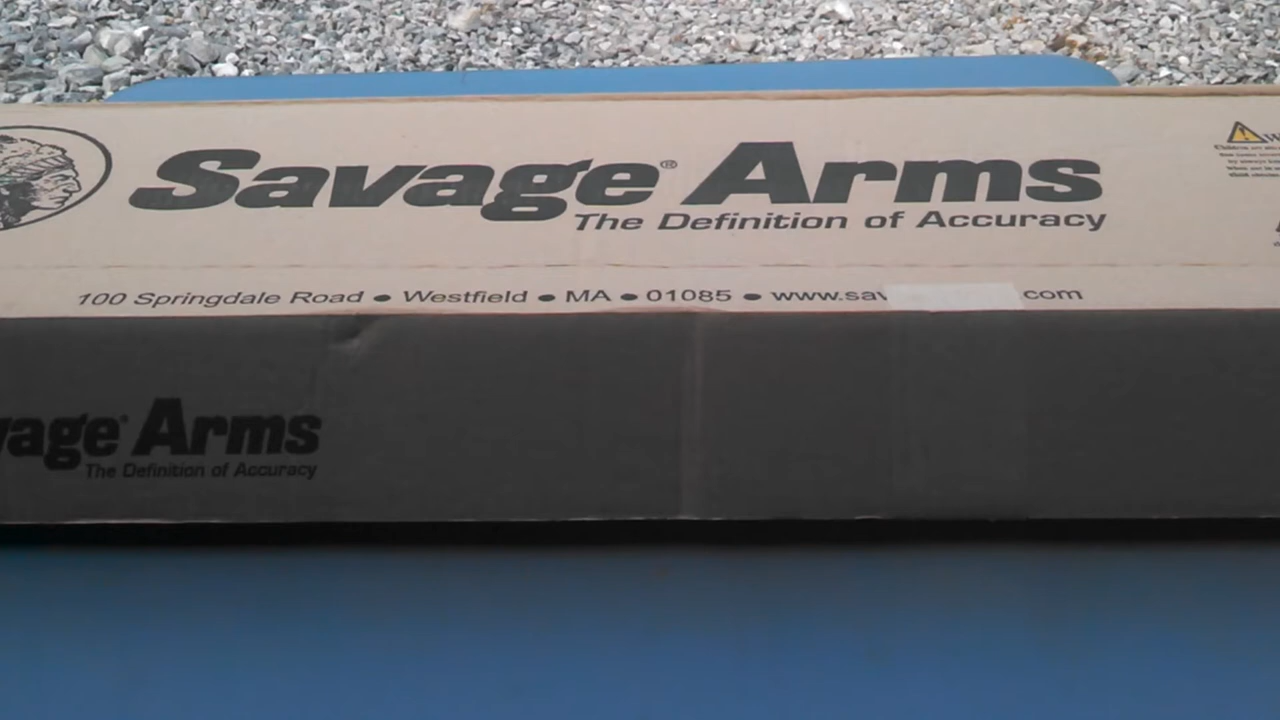 Savage® Arms
The Definition of Accuracy
100 Springdale Road • Westfield • MA • 01085 • www.sav .com
vage® Arms
The Definition of Accuracy